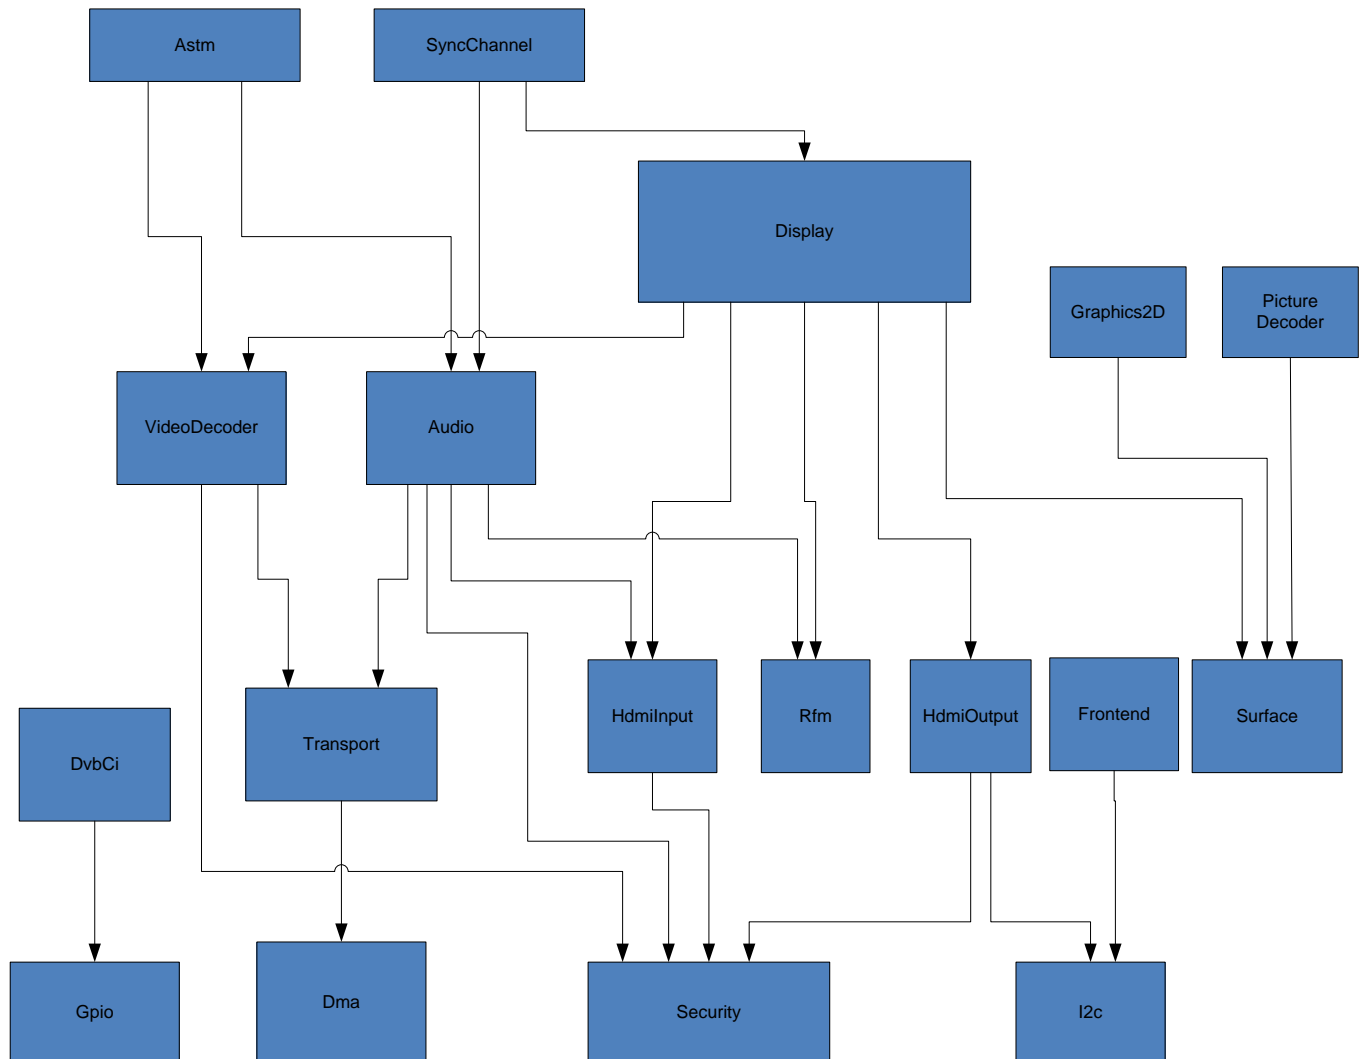 Astm
SyncChannel
Display
Graphics2D
Picture
Decoder
VideoDecoder
Audio
HdmiInput
Rfm
HdmiOutput
Frontend
Surface
Transport
DvbCi
Gpio
Dma
Security
I2c